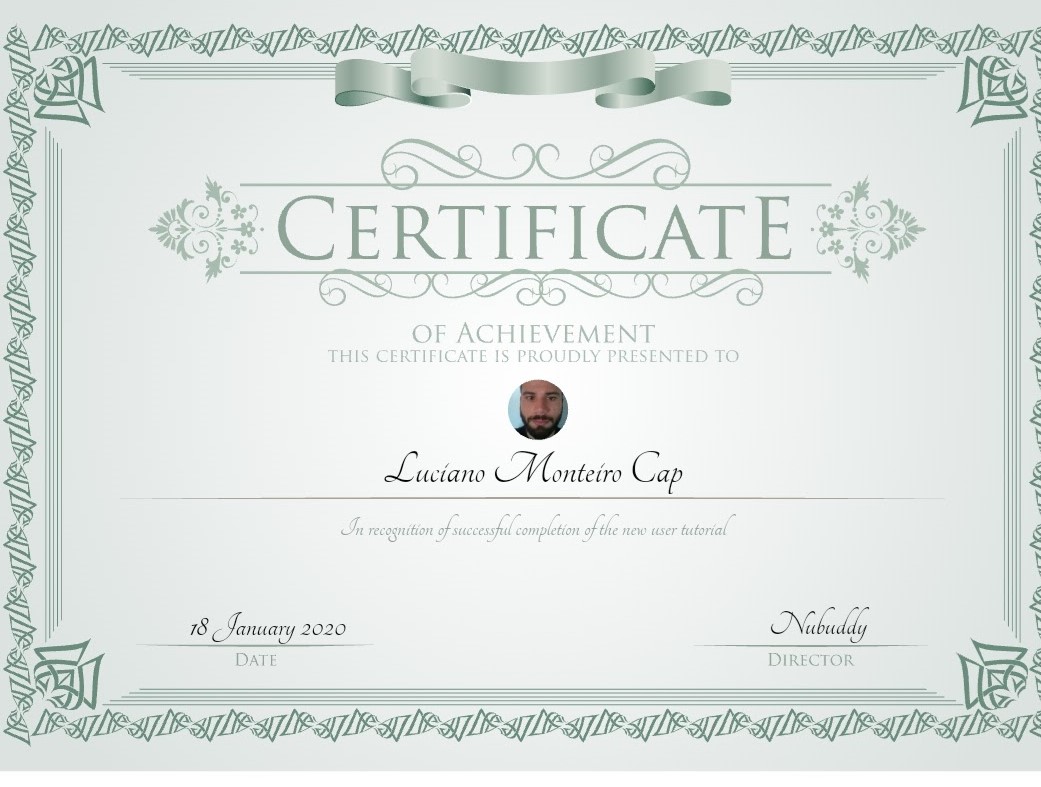 CERTIFICATE
OF ACHIEVEMENT
THIS CERTIFICATE IS PROUDLY PRESENTED TO
Luciano Monteiro Cap
In recognition of successful completion of the new user tutorial
18 January 2020
Nubuddy
DATE
DIRECTOR